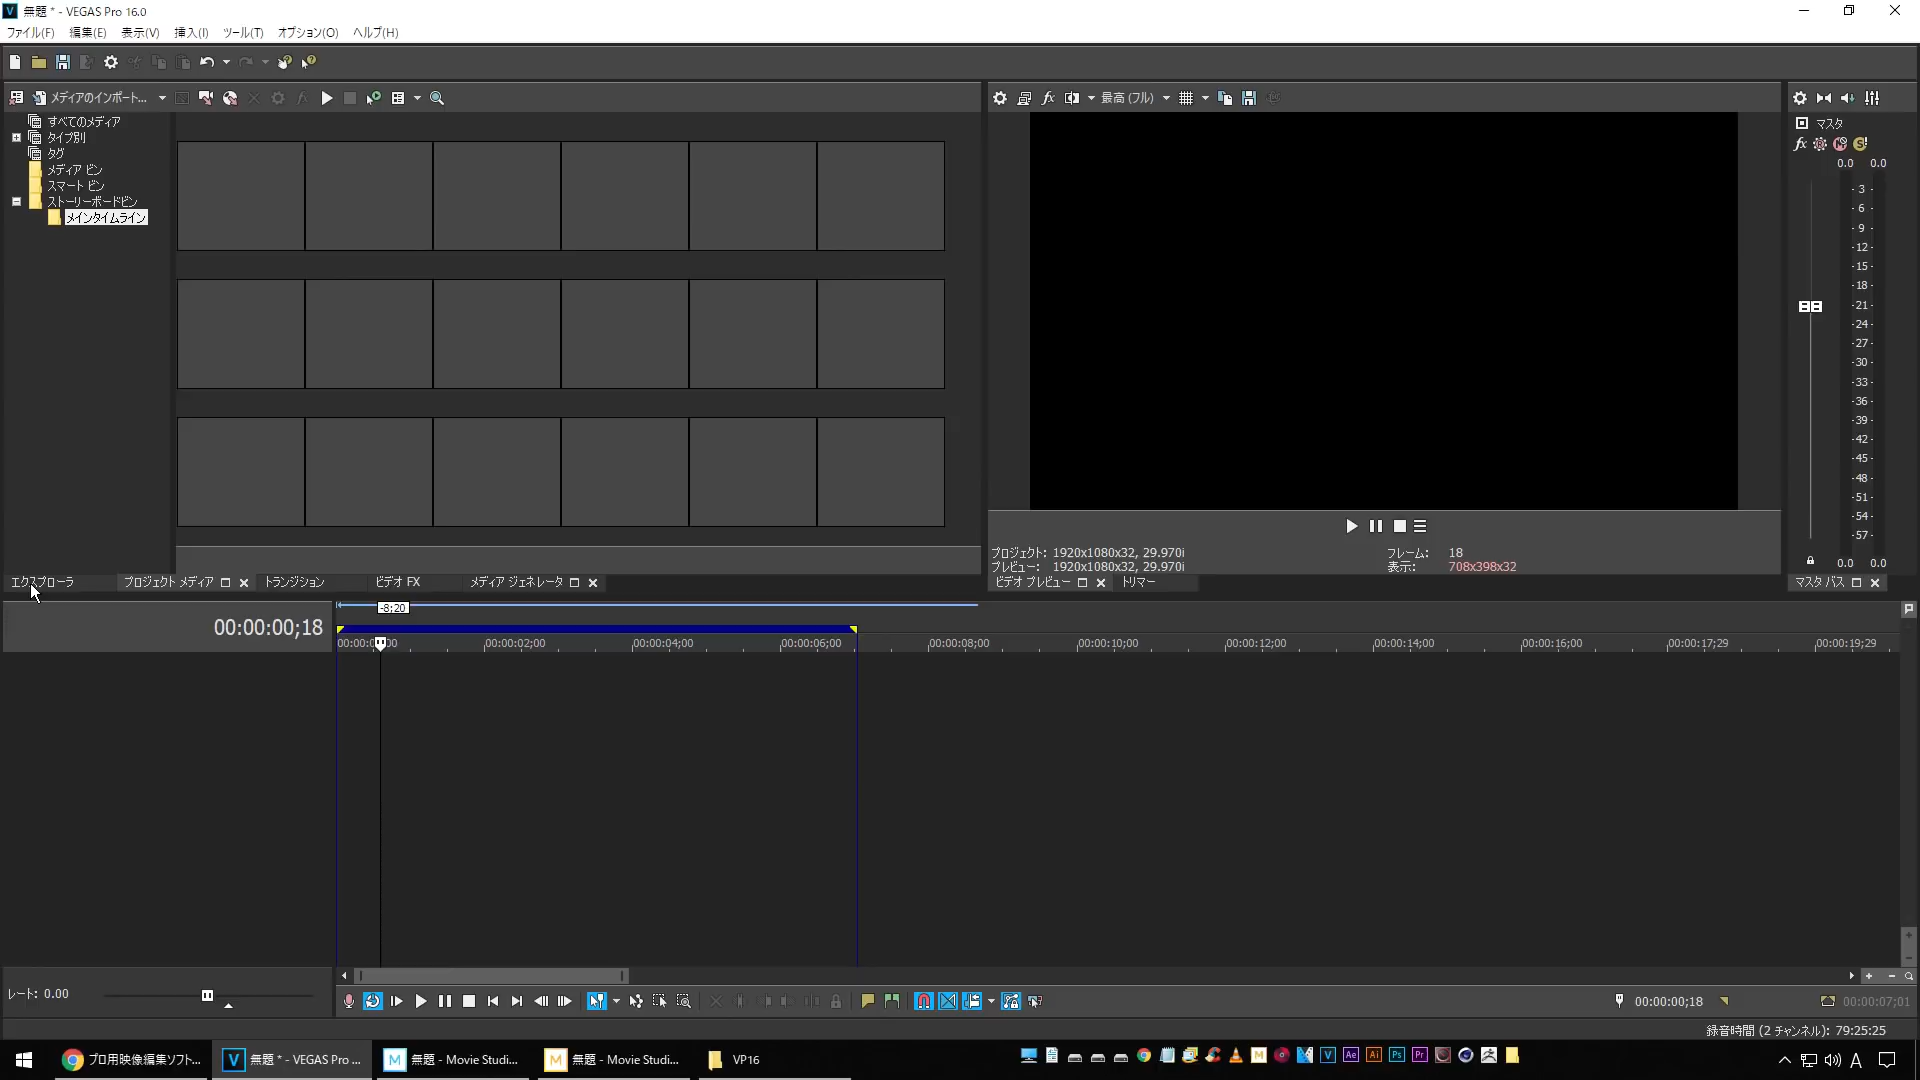 無題 * - VEGAS Pro 16.0
ファイル(F) 編集(E) 表示(V) 挿入(I) ツール(T) オプション(O) ヘルプ(H)
メディアのインポート...
最高 (フル)
すべてのメディア
タイプ別
タグ
メディア ビン
スマート ビン
ストーリーボードビン
メインタイムライン
マスタ
fx
0.0 0.0
- 3 -
- 6 -
- 9 -
-12 -
-15 -
-18 -
-21 -
-24 -
-27 -
-30 -
-33 -
-36 -
-39 -
-42 -
-45 -
-48 -
-51 -
-54 -
-57 -
0.0 0.0
プロジェクト: 1920x1080x32, 29.970i フレーム: 18
プレビュー: 1920x1080x32, 29.970i 表示: 708x398x32
エクスプローラ プロジェクト メディア トランジション ビデオ FX メディア ジェネレータ ビデオ プレビュー トリマー マスタ バス
-8;20
00:00:00;18
00:00:02;00 00:00:04;00 00:00:06;00 00:00:08;00 00:00:10;00 00:00:12;00 00:00:14;00 00:00:16;00 00:00:17;29 00:00:19;29
レート: 0.00
00:00:00;18 00:00:07;01
録音時間 (2 チャンネル): 79:25:25
プロ用映像編集ソフト... 無題 * - VEGAS Pro ... 無題 - Movie Studi... 無題 - Movie Studi... VP16
A